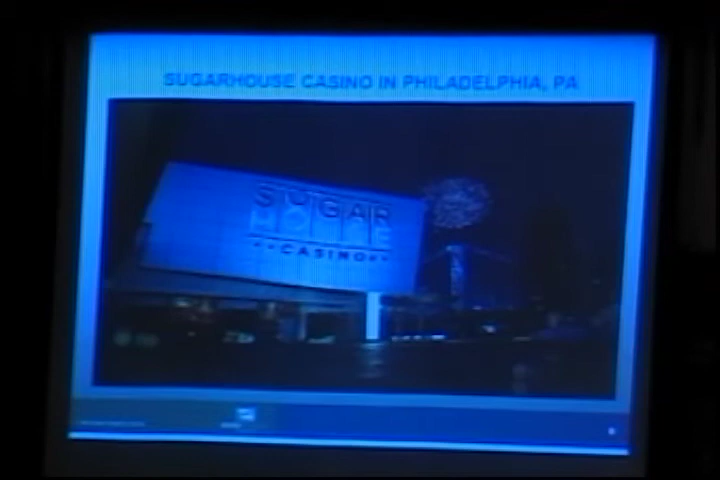 SUGARHOUSE CASINO IN PHILADELPHIA, PA
SUGAR
HOUSE
CASINO